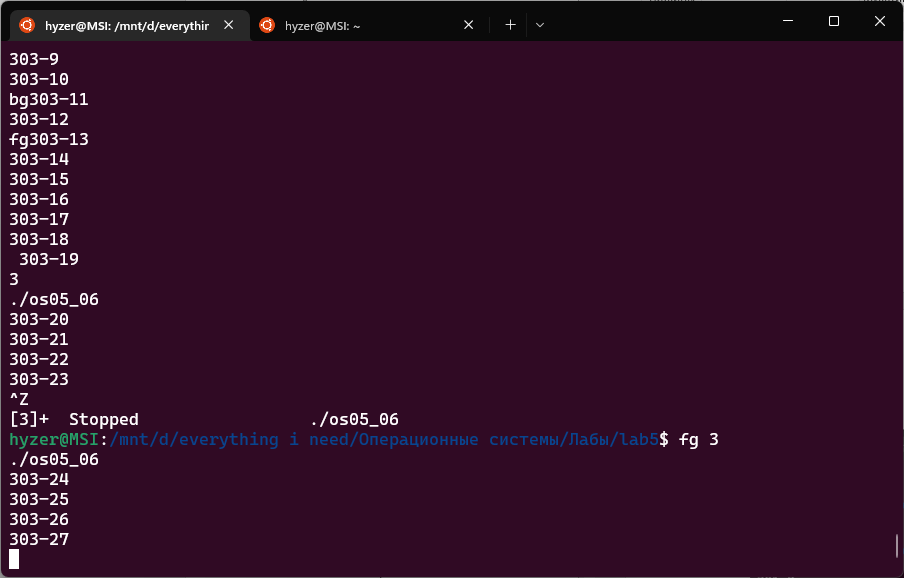 hyzer@MSI: /mnt/d/everythir
hyzer@MSI: ~
303-9
303-10
bg303-11
303-12
fg303-13
303-14
303-15
303-16
303-17
303-18
 303-19
3
./os05_06
303-20
303-21
303-22
303-23
^Z
[3]+  Stopped                 ./os05_06
hyzer@MSI:/mnt/d/everything i need/Операционные системы/Лабы/lab5$ fg 3
./os05_06
303-24
303-25
303-26
303-27